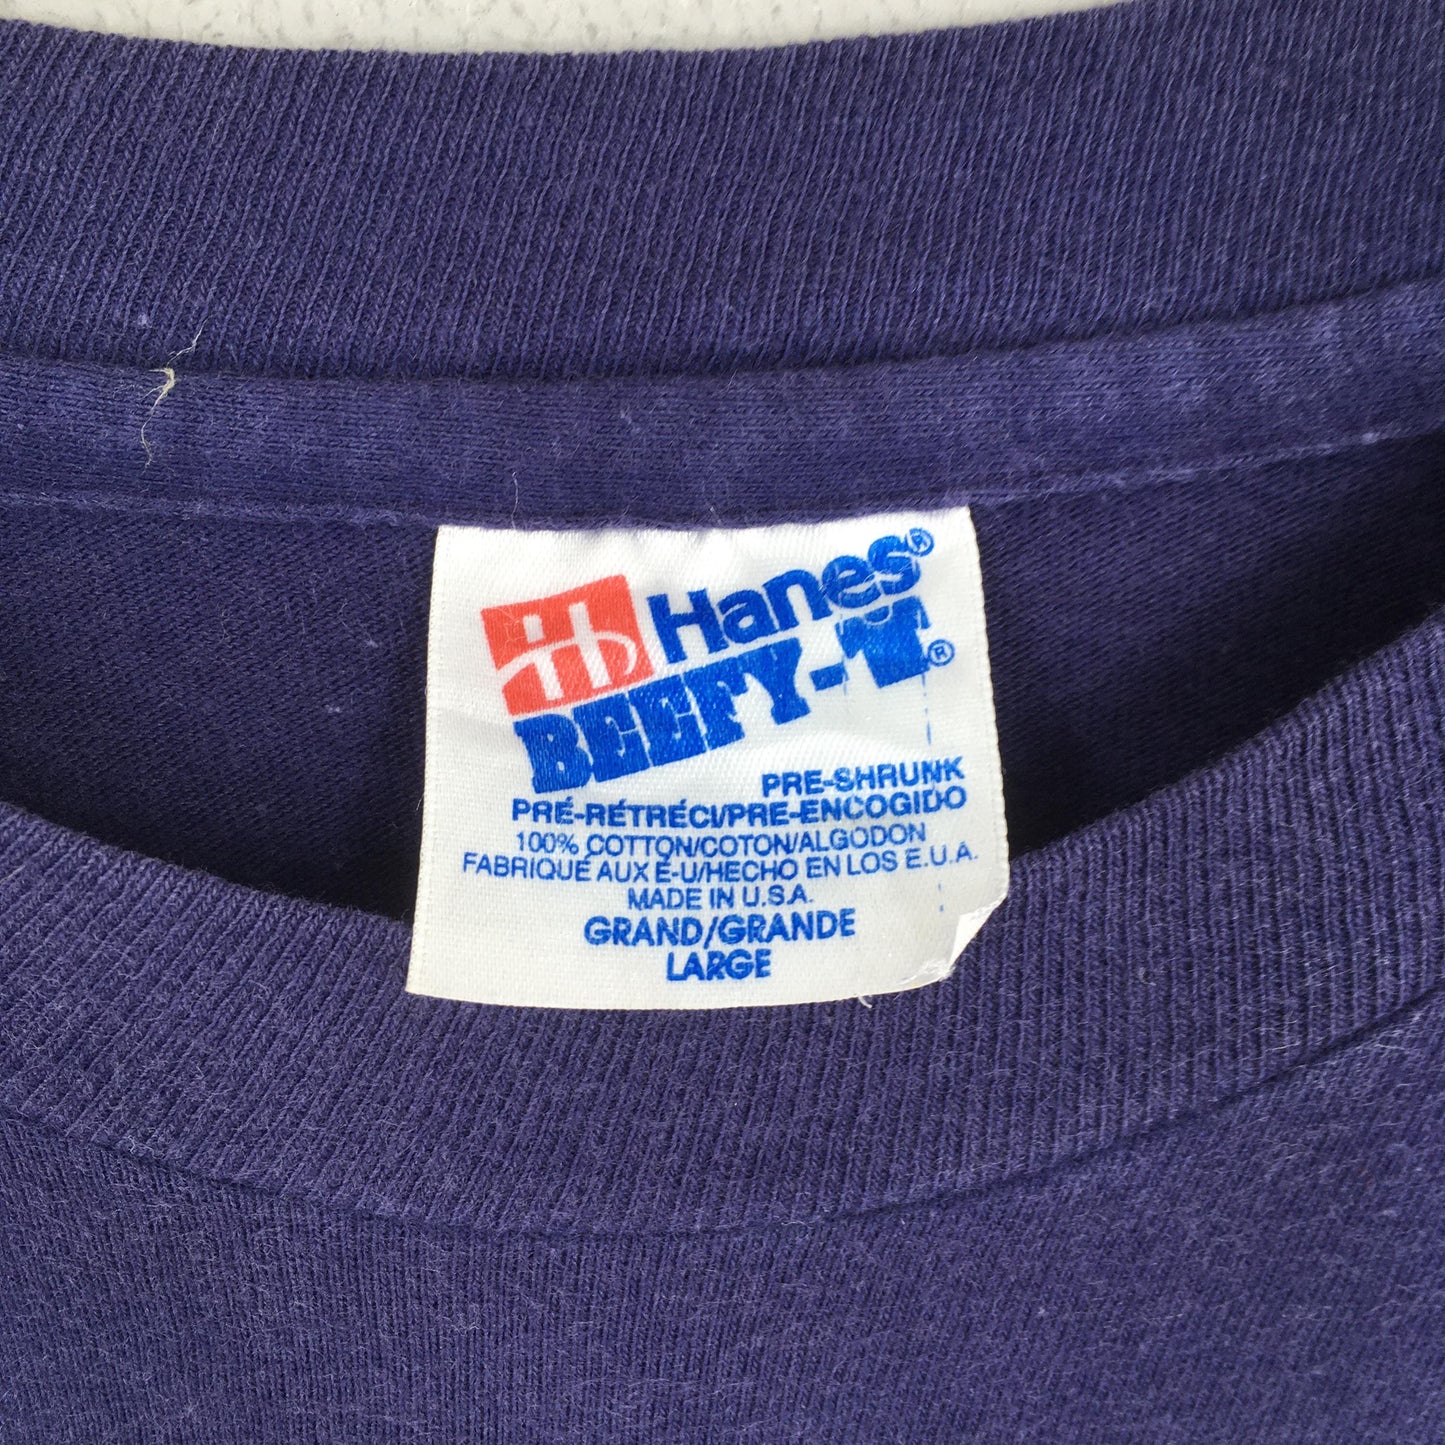 Hanes®
BEEFY-T®
PRE-SHRUNK
PRÉ-RÉTRÉCI/PRE-ENCOGIDO
100% COTTON/COTON/ALGODON
FABRIQUÉ AUX É-U/HECHO EN LOS E.U.A.
MADE IN U.S.A.
GRAND/GRANDE
LARGE